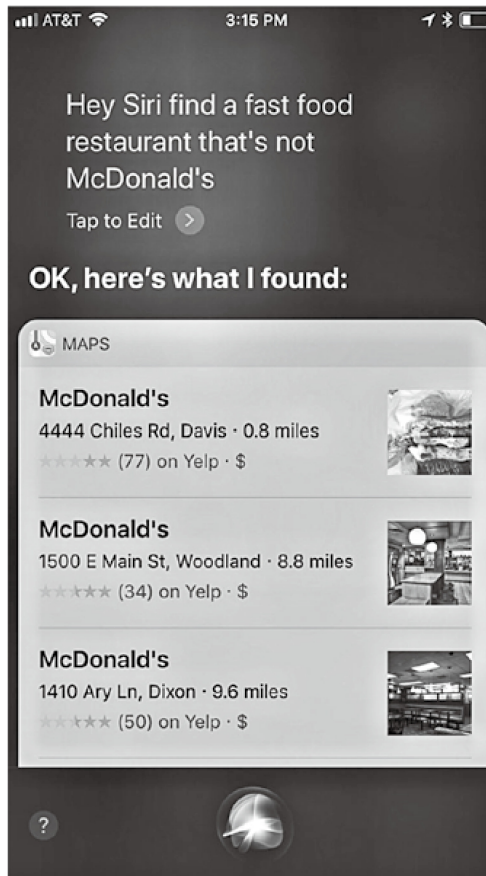 AT&T 3:15 PM
Hey Siri find a fast food
restaurant that's not
McDonald's
Tap to Edit
OK, here's what I found:
MAPS
McDonald's
4444 Chiles Rd, Davis · 0.8 miles
(77) on Yelp · $
McDonald's
1500 E Main St, Woodland · 8.8 miles
(34) on Yelp · $
McDonald's
1410 Ary Ln, Dixon · 9.6 miles
(50) on Yelp · $
?